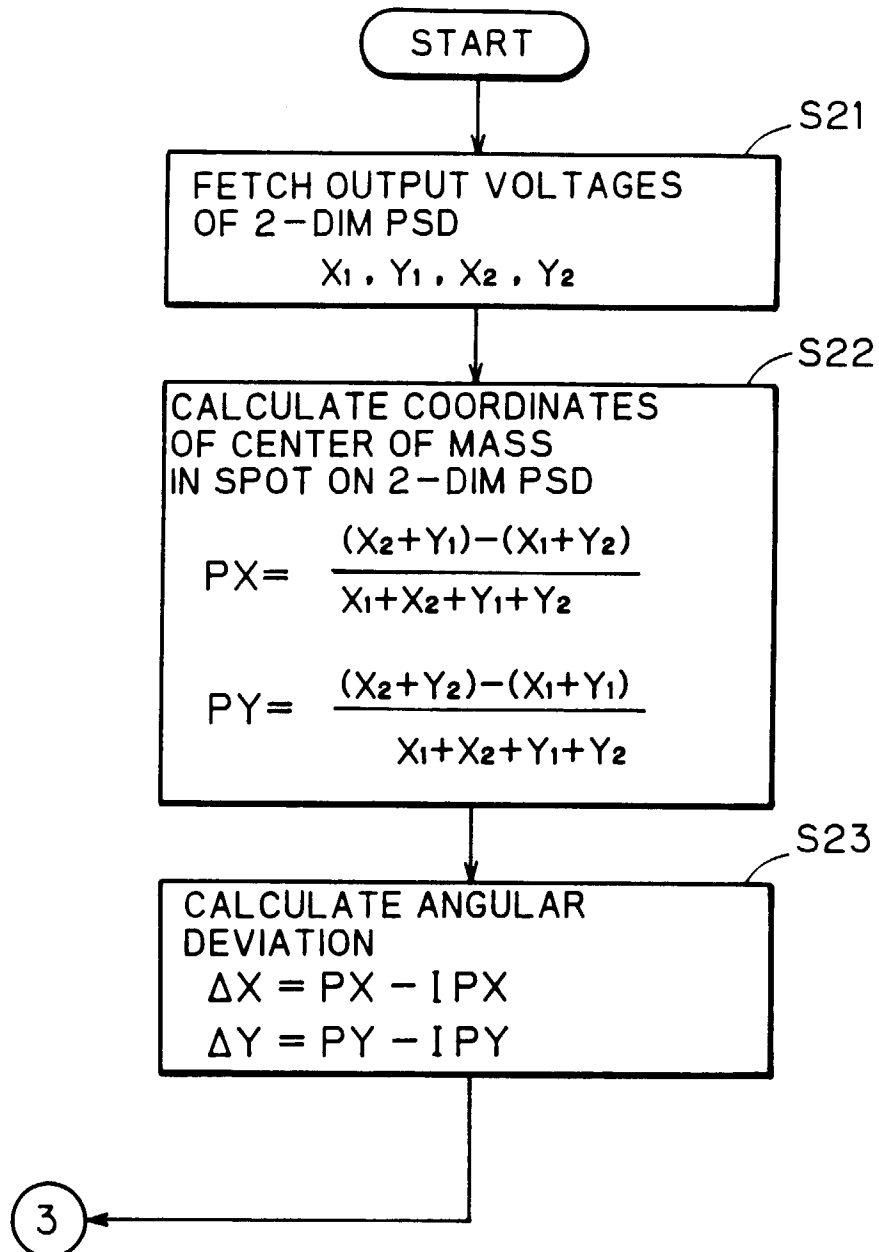 START
S21
FETCH OUTPUT VOLTAGES
OF 2-DIM PSD
X₁, Y₁, X₂, Y₂
S22
CALCULATE COORDINATES
OF CENTER OF MASS
IN SPOT ON 2-DIM PSD
(X₂+Y₁)-(X₁+Y₂)
PX=
X₁+X₂+Y₁+Y₂
(X₂+Y₂)-(X₁+Y₁)
PY=
X₁+X₂+Y₁+Y₂
S23
CALCULATE ANGULAR
DEVIATION
ΔX = PX - IPX
ΔY = PY - IPY
3